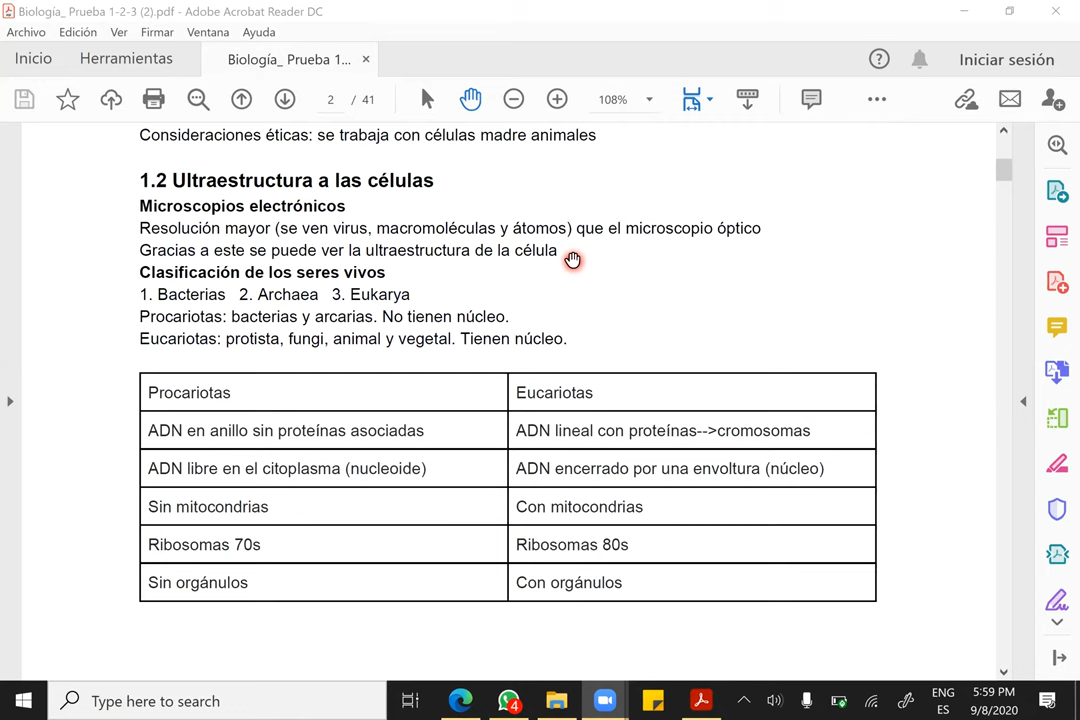 Biología_ Prueba 1-2-3 (2).pdf - Adobe Acrobat Reader DC
Archivo Edición Ver Firmar Ventana Ayuda
Inicio Herramientas Biología_ Prueba 1... × Iniciar sesión
2 / 41 108%
Consideraciones éticas: se trabaja con células madre animales
1.2 Ultraestructura a las células
Microscopios electrónicos
Resolución mayor (se ven virus, macromoléculas y átomos) que el microscopio óptico
Gracias a este se puede ver la ultraestructura de la célula
Clasificación de los seres vivos
1. Bacterias 2. Archaea 3. Eukarya
Procariotas: bacterias y arcarias. No tienen núcleo.
Eucariotas: protista, fungi, animal y vegetal. Tienen núcleo.
Procariotas Eucariotas
ADN en anillo sin proteínas asociadas ADN lineal con proteínas-->cromosomas
ADN libre en el citoplasma (nucleoide) ADN encerrado por una envoltura (núcleo)
Sin mitocondrias Con mitocondrias
Ribosomas 70s Ribosomas 80s
Sin orgánulos Con orgánulos
Type here to search 4 ENG 5:59 PM
ES 9/8/2020